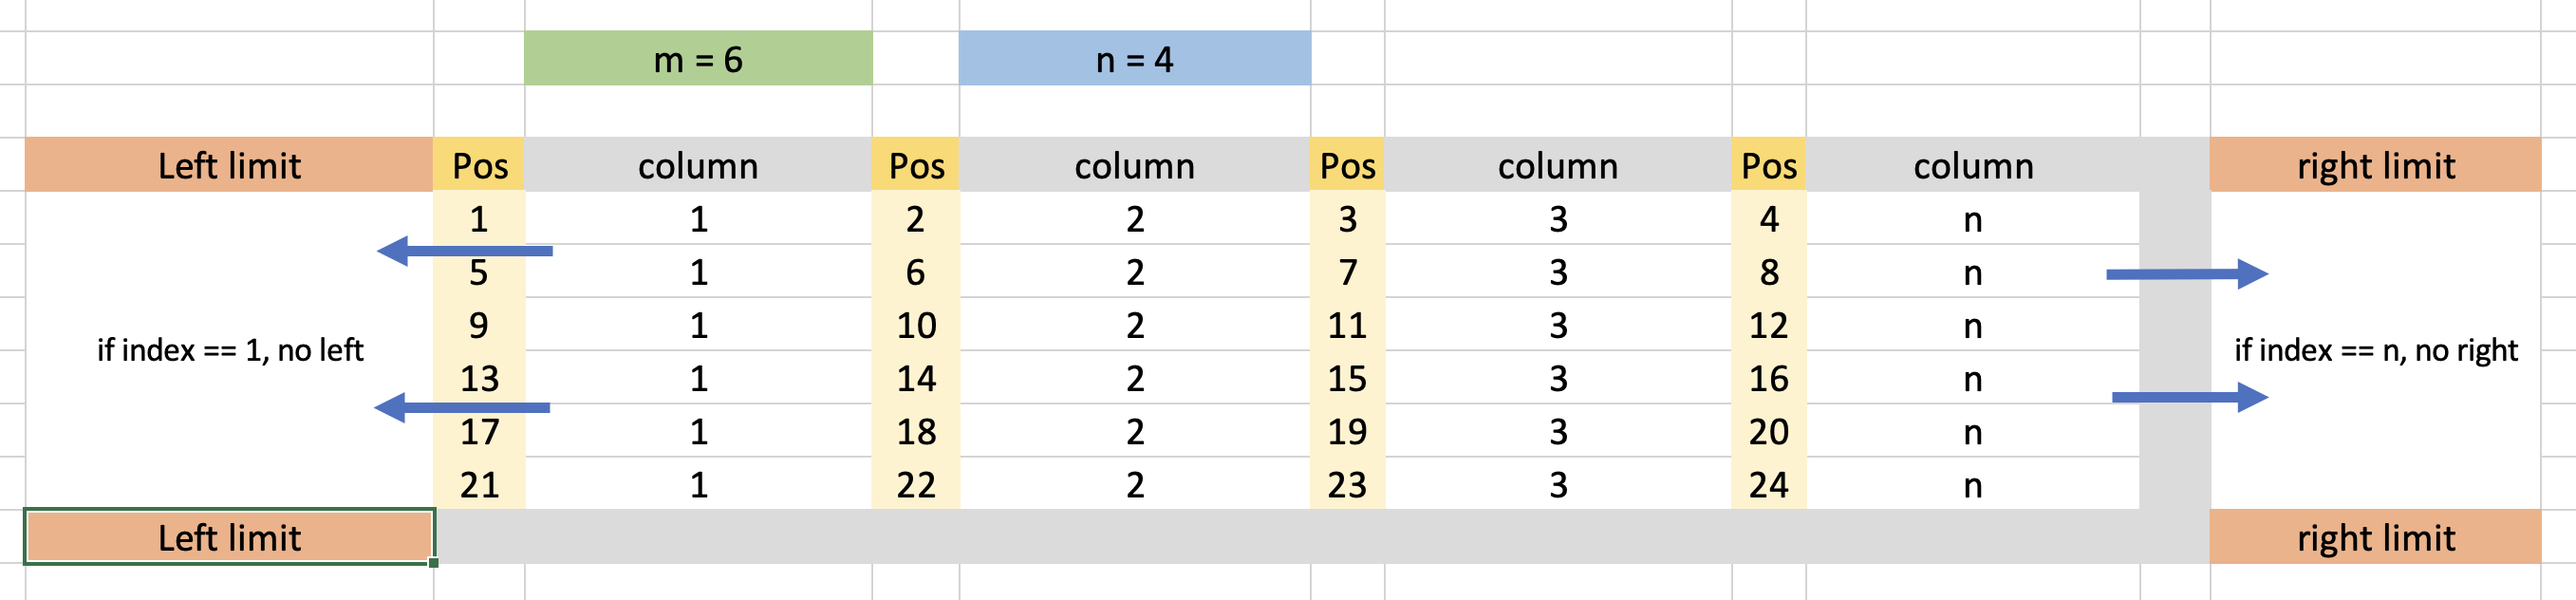 m = 6 n = 4
Left limit Pos column Pos column Pos column Pos column right limit
1 1 2 2 3 3 4 n
5 1 6 2 7 3 8 n
9 1 10 2 11 3 12 n
if index == 1, no left if index == n, no right
13 1 14 2 15 3 16 n
17 1 18 2 19 3 20 n
21 1 22 2 23 3 24 n
Left limit right limit